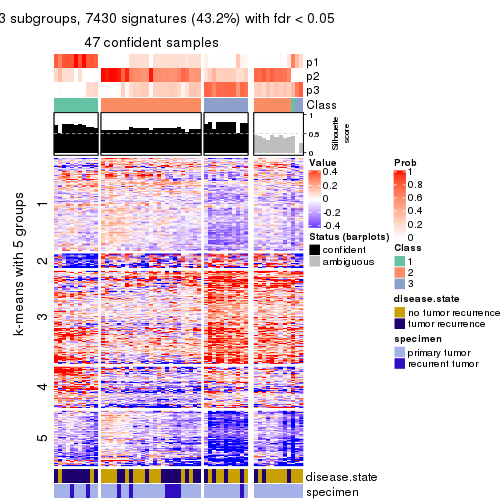 3 subgroups, 7430 signatures (43.2%) with fdr < 0.05
47 confident samples
p1
p2
p3
Class
1
0.5
0
Silhouette
score
k-means with 5 groups
1
2
3
4
5
disease.state
specimen
Value
0.4
0.2
0
-0.2
-0.4
Status (barplots)
confident
ambiguous
Prob
1
0.8
0.6
0.4
0.2
0
Class
1
2
3
disease.state
no tumor recurrence
tumor recurrence
specimen
primary tumor
recurrent tumor